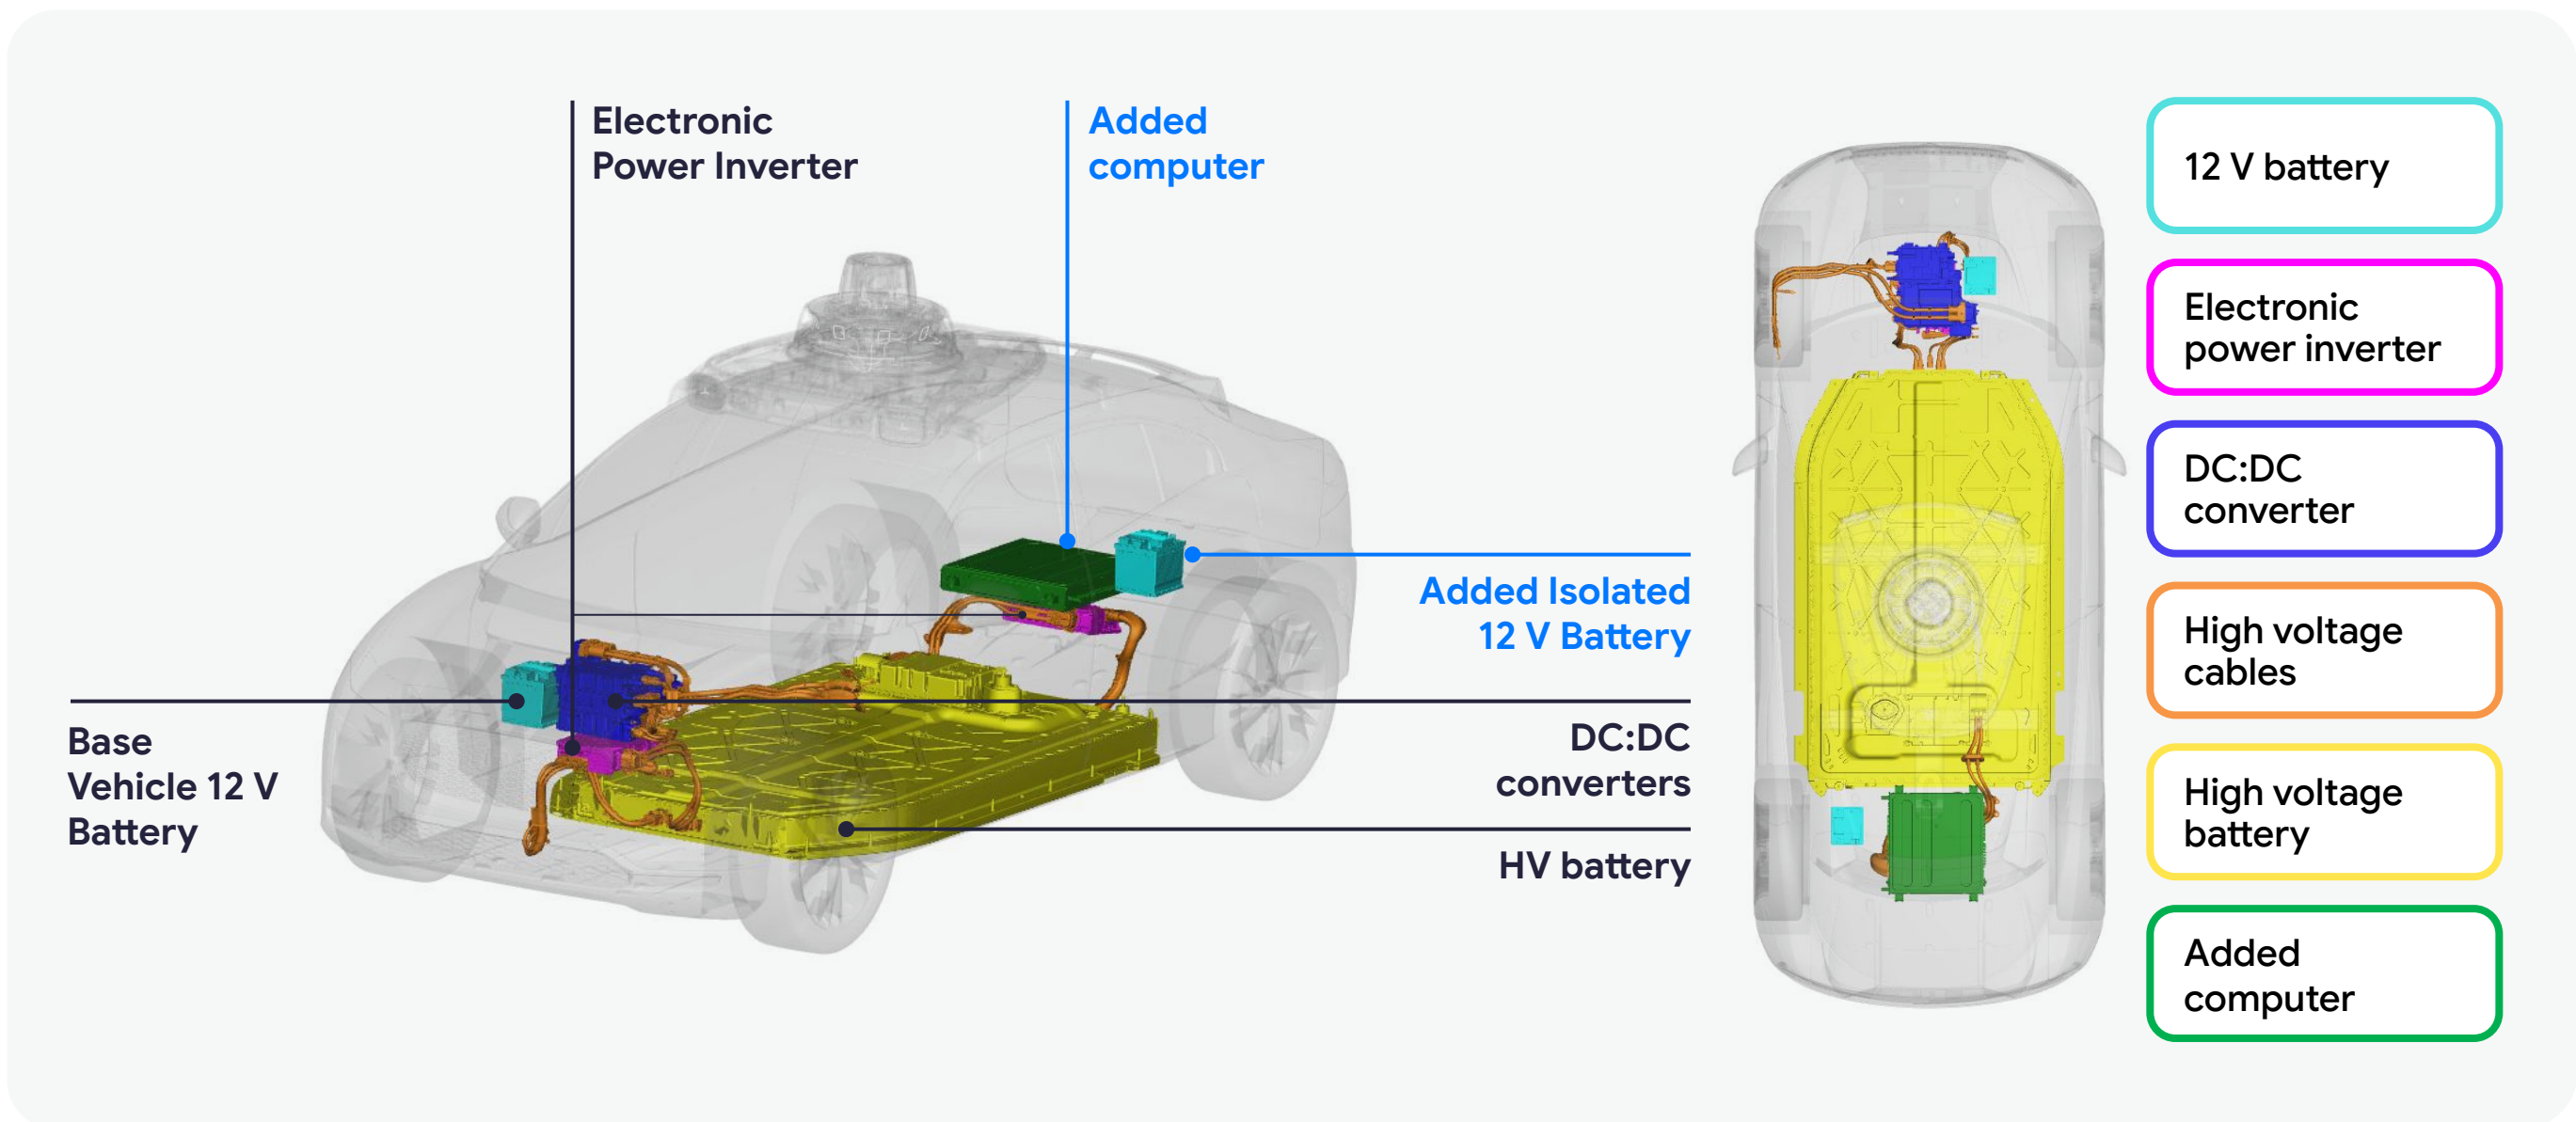 Electronic
Power Inverter
Added
computer
Added Isolated
12 V Battery
Base
Vehicle 12 V
Battery
DC:DC
converters
HV battery
12 V battery
Electronic
power inverter
DC:DC
converter
High voltage
cables
High voltage
battery
Added
computer